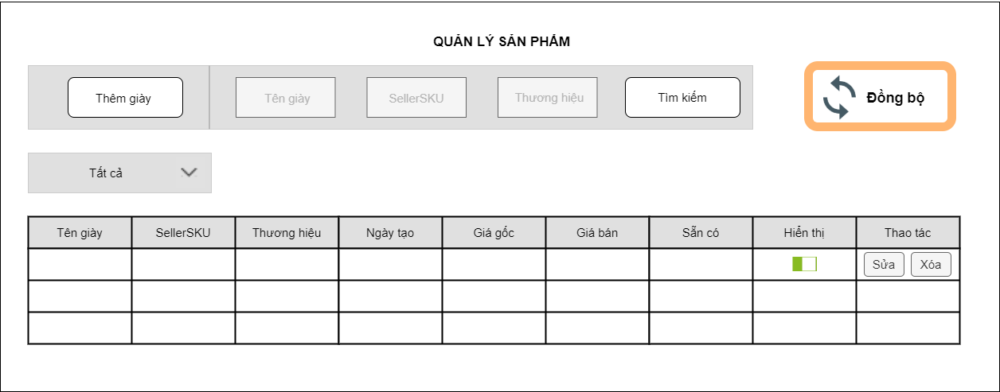 QUẢN LÝ SẢN PHẨM
Thêm giày
Tên giày
SellerSKU
Thương hiệu
Tìm kiếm
Đồng bộ
Tất cả
Tên giày SellerSKU Thương hiệu Ngày tạo Giá gốc Giá bán Sẵn có Hiển thị Thao tác
Sửa Xóa